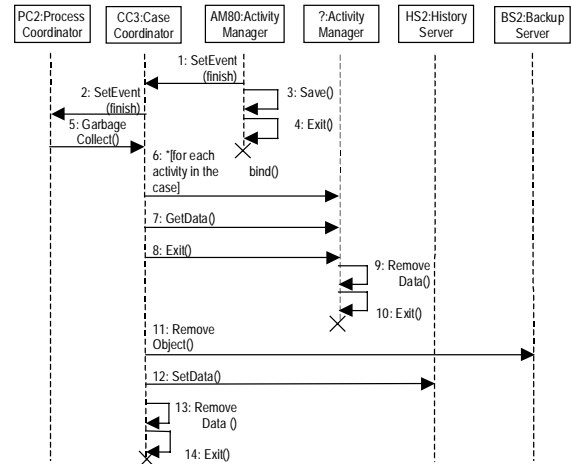 PC2:Process
Coordinator
CC3:Case
Coordinator
AM80:Activity
Manager
?:Activity
Manager
HS2:History
Server
BS2:Backup
Server
1: SetEvent
(finish)
2: SetEvent
(finish)
3: Save()
4: Exit()
5: Garbage
Collect()
6: *[for each
activity in the
case]
bind()
7: GetData()
8: Exit()
9: Remove
Data()
10: Exit()
11: Remove
Object()
12: SetData()
13: Remove
Data ()
14: Exit()